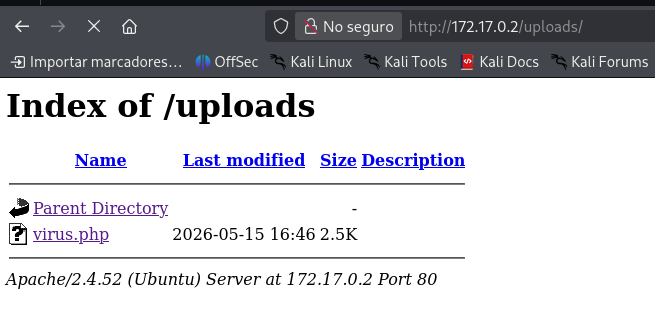 No seguro http://172.17.0.2/uploads/
Importar marcadores... OffSec Kali Linux Kali Tools Kali Docs Kali Forums
Index of /uploads
Name Last modified Size Description
Parent Directory -
virus.php 2026-05-15 16:46 2.5K
Apache/2.4.52 (Ubuntu) Server at 172.17.0.2 Port 80